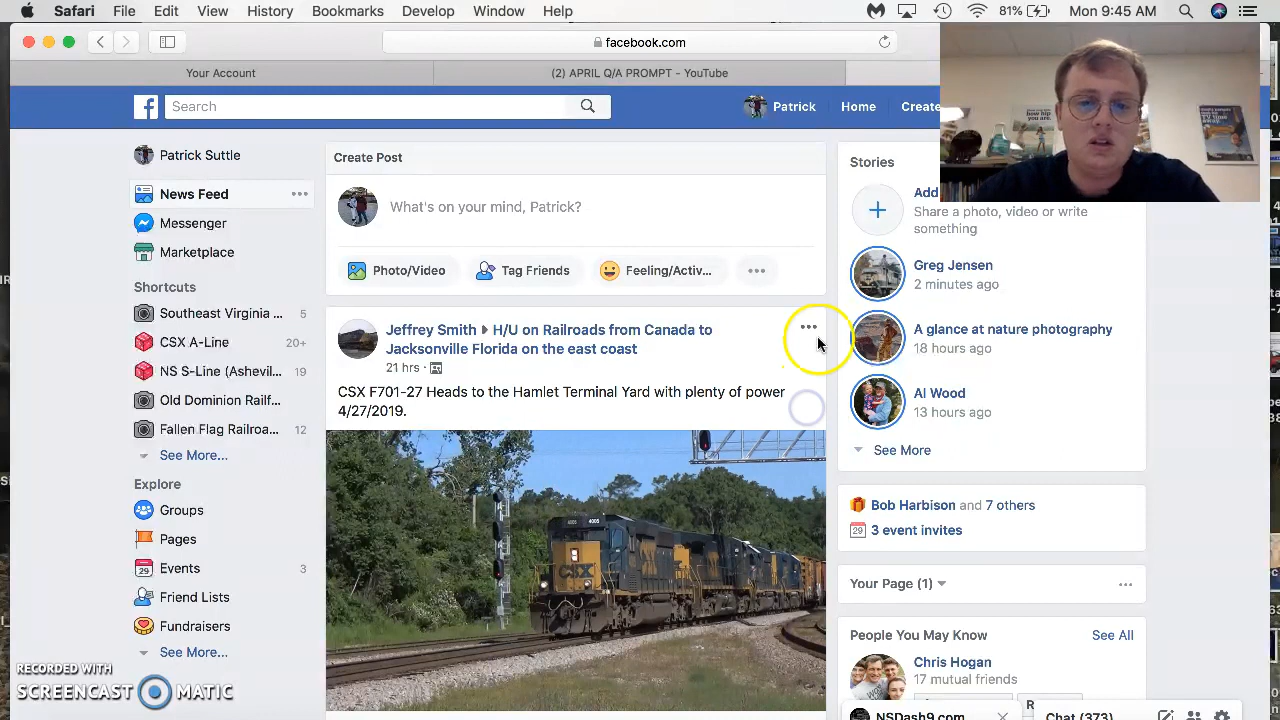 Safari File Edit View History Bookmarks Develop Window Help 81% Mon 9:45 AM
facebook.com
Your Account (2) APRIL Q/A PROMPT - YouTube
Search Patrick Home Create
Patrick Suttle
News Feed
Messenger
Marketplace
Shortcuts
Southeast Virginia ... 5
CSX A-Line 20+
NS S-Line (Ashevil... 19
Old Dominion Railf...
Fallen Flag Railroa... 12
See More...
Explore
Groups
Pages
Events 3
Friend Lists
Fundraisers
See More...
Create Post
What's on your mind, Patrick?
Photo/Video Tag Friends Feeling/Activ...
Jeffrey Smith H/U on Railroads from Canada to
Jacksonville Florida on the east coast
21 hrs
CSX F701-27 Heads to the Hamlet Terminal Yard with plenty of power
4/27/2019.
CSX
Stories
Add
Share a photo, video or write
something
Greg Jensen
2 minutes ago
A glance at nature photography
18 hours ago
Al Wood
13 hours ago
See More
Bob Harbison and 7 others
3 event invites
Your Page (1)
People You May Know See All
Chris Hogan
17 mutual friends
NSDash9.com
Chat (373)
RECORDED WITH
SCREENCAST MATIC